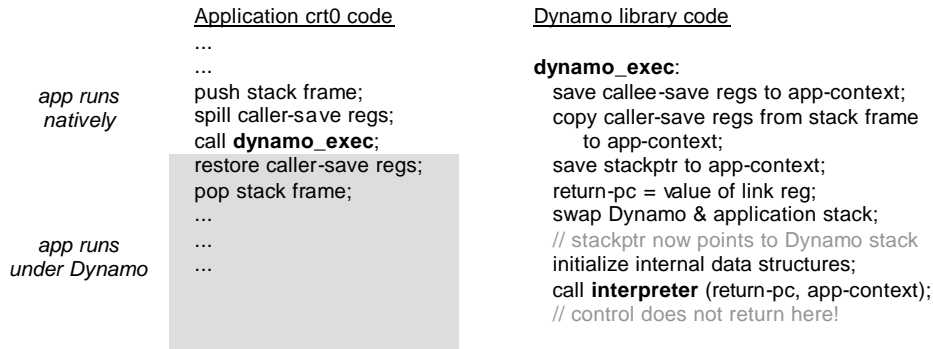 Application crt0 code
...
...
push stack frame;
spill caller-save regs;
call dynamo_exec;
restore caller-save regs;
pop stack frame;
...
...
...
app runs
natively
app runs
under Dynamo
Dynamo library code
dynamo_exec:
save callee-save regs to app-context;
copy caller-save regs from stack frame
to app-context;
save stackptr to app-context;
return-pc = value of link reg;
swap Dynamo & application stack;
// stackptr now points to Dynamo stack
initialize internal data structures;
call interpreter (return-pc, app-context);
// control does not return here!